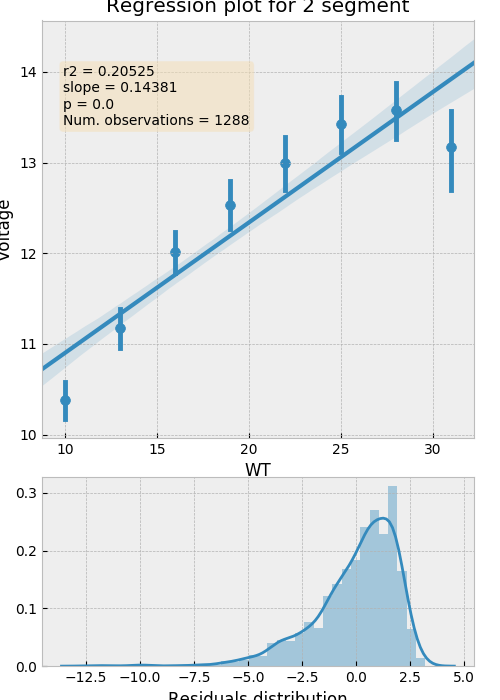 Regression plot for 2 segment
14
13
12
11
10
r2 = 0.20525
slope = 0.14381
p = 0.0
Num. observations = 1288
Voltage
10 15 20 25 30
WT
0.3
0.2
0.1
0.0
−12.5 −10.0 −7.5 −5.0 −2.5 0.0 2.5 5.0
Residuals distribution